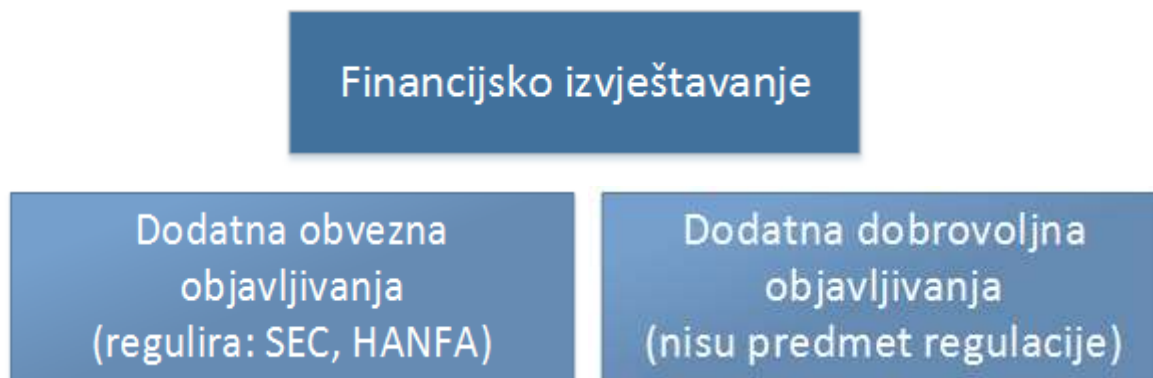 Financijsko izvještavanje
Dodatna obvezna
objavljivanja
(regulira: SEC, HANFA)
Dodatna dobrovoljna
objavljivanja
(nisu predmet regulacije)